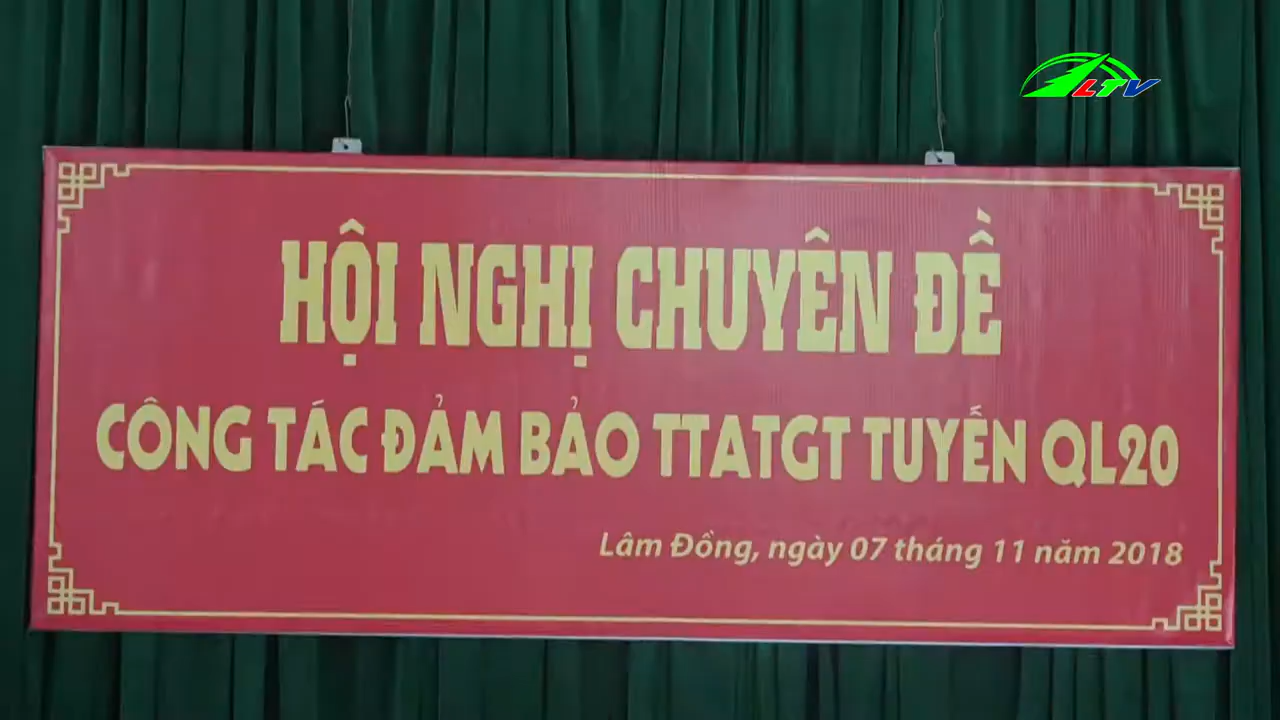 LTV
HỘI NGHỊ CHUYÊN ĐỀ
CÔNG TÁC ĐẢM BẢO TTATGT TUYẾN QL20
Lâm Đồng, ngày 07 tháng 11 năm 2018